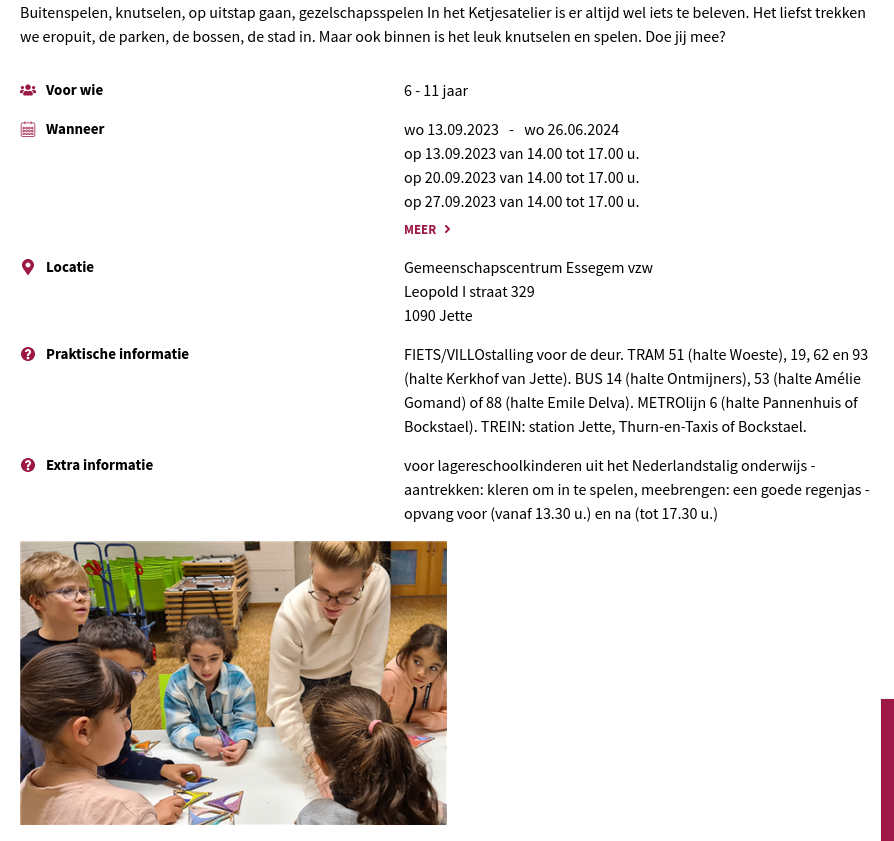 Buitenspelen, knutselen, op uitstap gaan, gezelschapsspelen In het Ketjesatelier is er altijd wel iets te beleven. Het liefst trekken
we eropuit, de parken, de bossen, de stad in. Maar ook binnen is het leuk knutselen en spelen. Doe jij mee?
Voor wie
6 - 11 jaar
Wanneer
wo 13.09.2023 - wo 26.06.2024
op 13.09.2023 van 14.00 tot 17.00 u.
op 20.09.2023 van 14.00 tot 17.00 u.
op 27.09.2023 van 14.00 tot 17.00 u.
MEER
Locatie
Gemeenschapscentrum Essegem vzw
Leopold I straat 329
1090 Jette
Praktische informatie
FIETS/VILLOstalling voor de deur. TRAM 51 (halte Woeste), 19, 62 en 93
(halte Kerkhof van Jette). BUS 14 (halte Ontmijners), 53 (halte Amélie
Gomand) of 88 (halte Emile Delva). METROlijn 6 (halte Pannenhuis of
Bockstael). TREIN: station Jette, Thurn-en-Taxis of Bockstael.
Extra informatie
voor lagereschoolkinderen uit het Nederlandstalig onderwijs -
aantrekken: kleren om in te spelen, meebrengen: een goede regenjas -
opvang voor (vanaf 13.30 u.) en na (tot 17.30 u.)